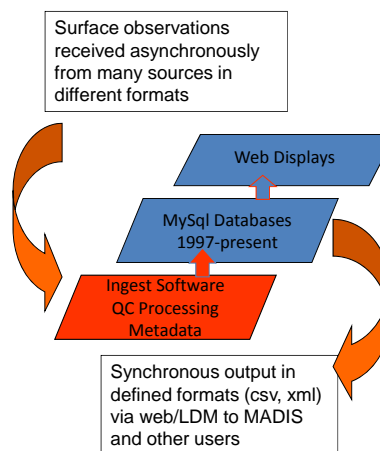 Surface observations
received asynchronously
from many sources in
different formats
Web Displays
MySql Databases
1997-present
Ingest Software
QC Processing
Metadata
Synchronous output in
defined formats (csv, xml)
via web/LDM to MADIS
and other users